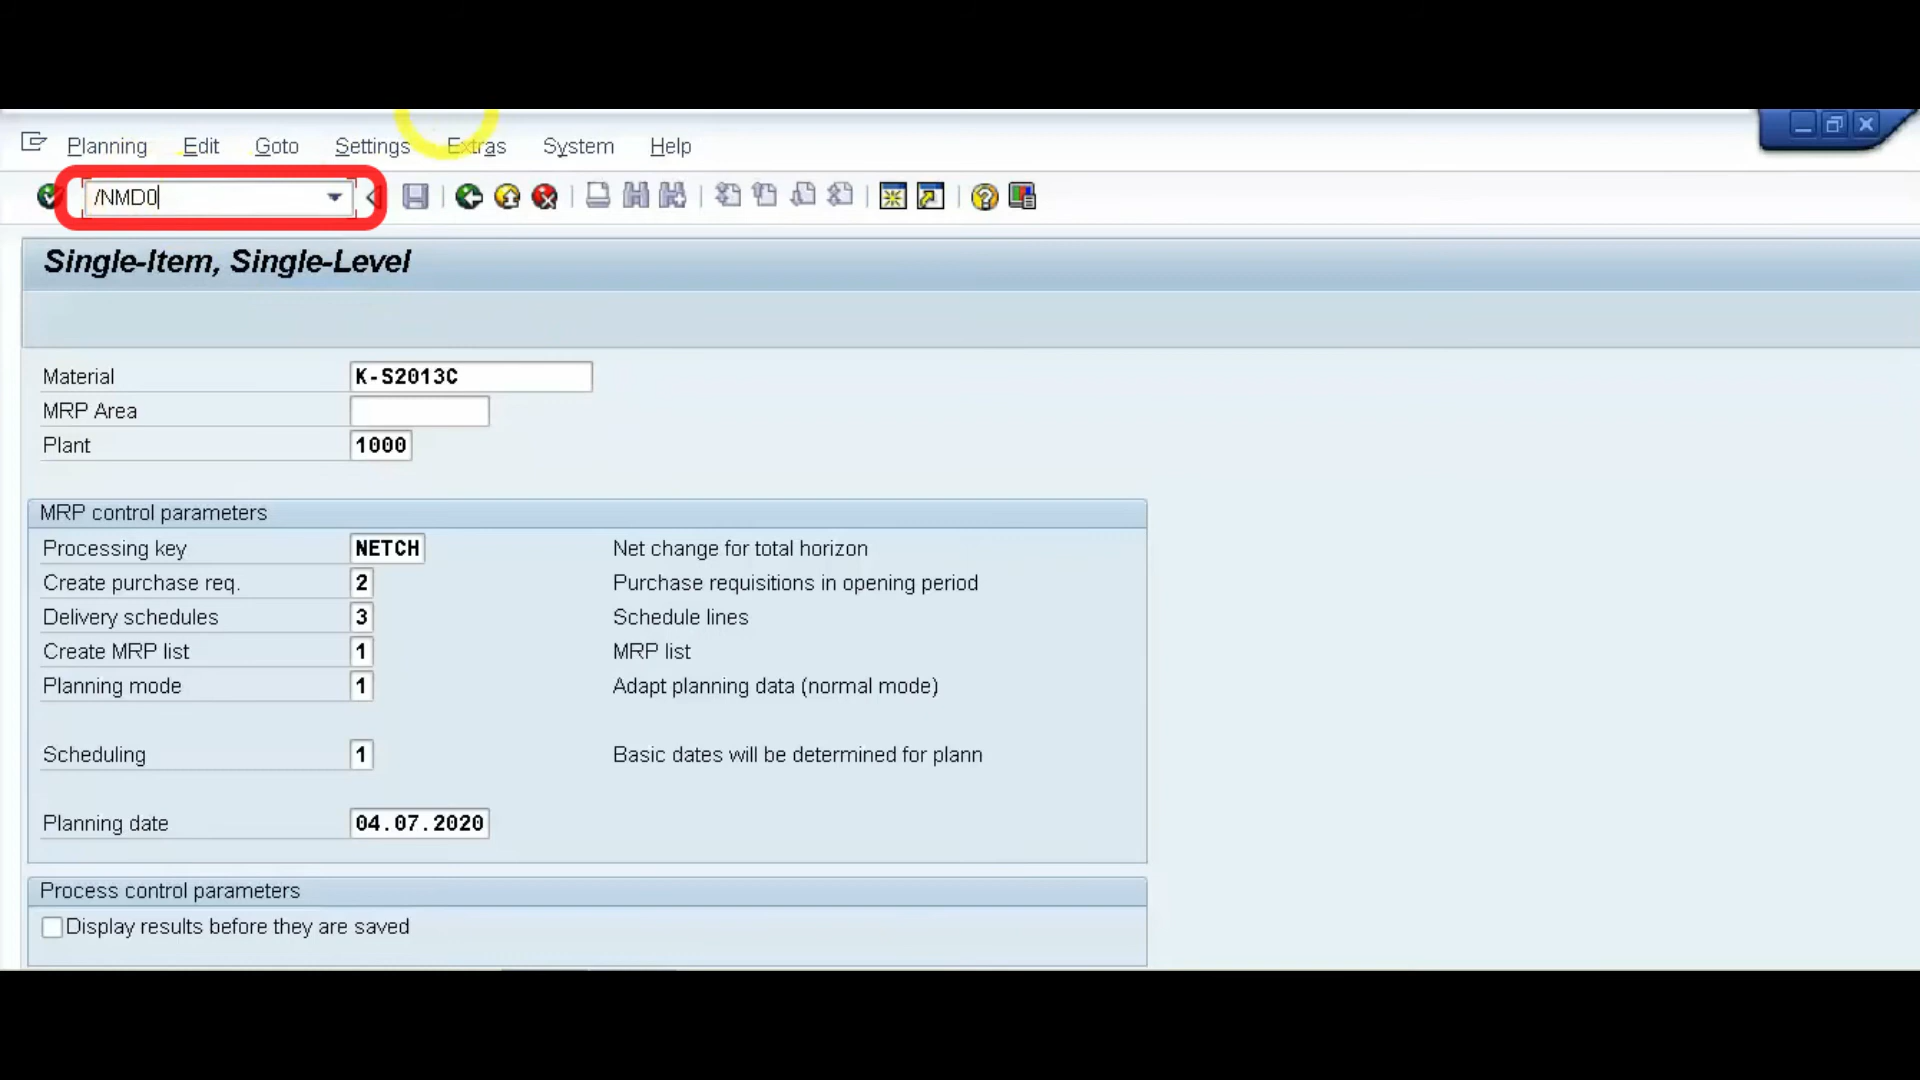 Planning Edit Goto Settings Extras System Help
/NMD0
Single-Item, Single-Level
Material K-S2013C
MRP Area
Plant 1000
MRP control parameters
Processing key NETCH Net change for total horizon
Create purchase req. 2 Purchase requisitions in opening period
Delivery schedules 3 Schedule lines
Create MRP list 1 MRP list
Planning mode 1 Adapt planning data (normal mode)
Scheduling 1 Basic dates will be determined for plann
Planning date 04.07.2020
Process control parameters
Display results before they are saved